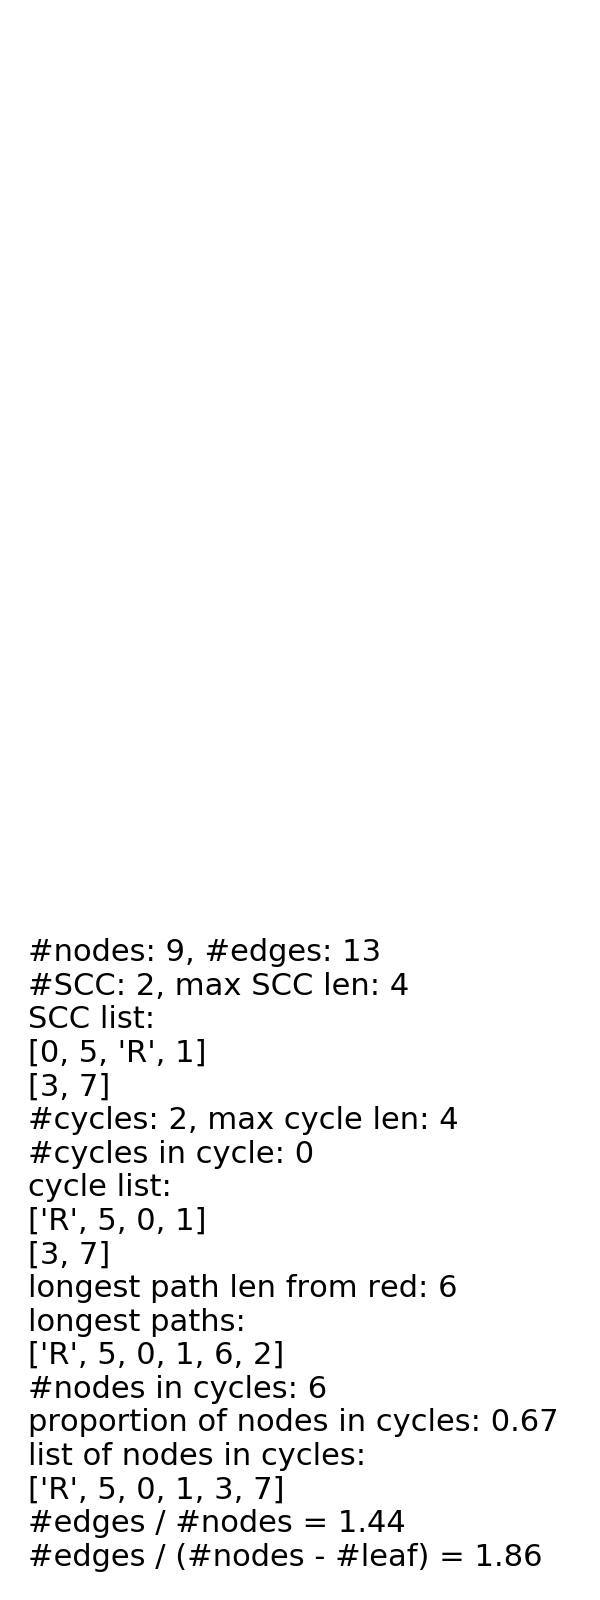 #nodes: 9, #edges: 13
#SCC: 2, max SCC len: 4
SCC list:
[0, 5, 'R', 1]
[3, 7]
#cycles: 2, max cycle len: 4
#cycles in cycle: 0
cycle list:
['R', 5, 0, 1]
[3, 7]
longest path len from red: 6
longest paths:
['R', 5, 0, 1, 6, 2]
#nodes in cycles: 6
proportion of nodes in cycles: 0.67
list of nodes in cycles:
['R', 5, 0, 1, 3, 7]
#edges / #nodes = 1.44
#edges / (#nodes - #leaf) = 1.86